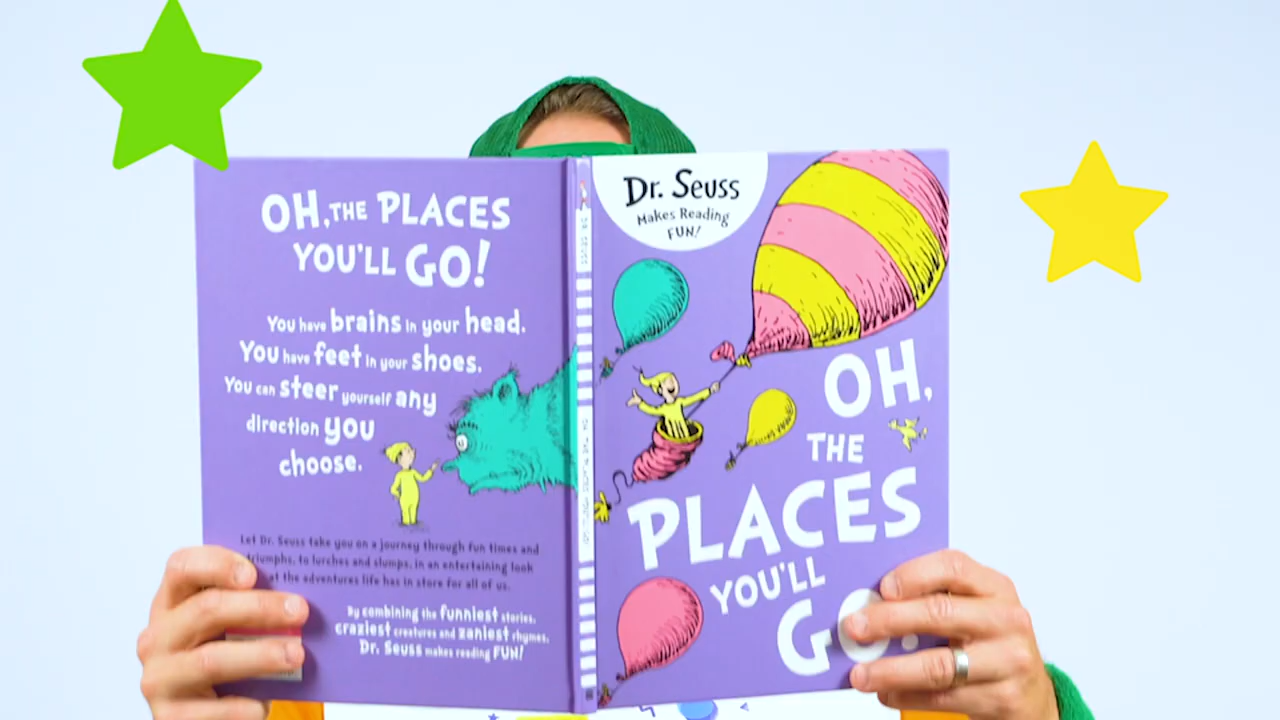 OH, THE PLACES
YOU'LL GO!
You have brains in your head.
You have feet in your shoes.
You can steer yourself any
direction you
choose.
Let Dr. Seuss take you on a journey through fun times and
triumphs, to lurches and slumps, in an entertaining look
at the adventures life has in store for all of us.
By combining the funniest stories,
craziest creatures and zaniest rhymes,
Dr. Seuss makes reading FUN!
DR. SEUSS
Dr. Seuss
Makes Reading
FUN!
OH,
THE
PLACES
YOU'LL
GO!